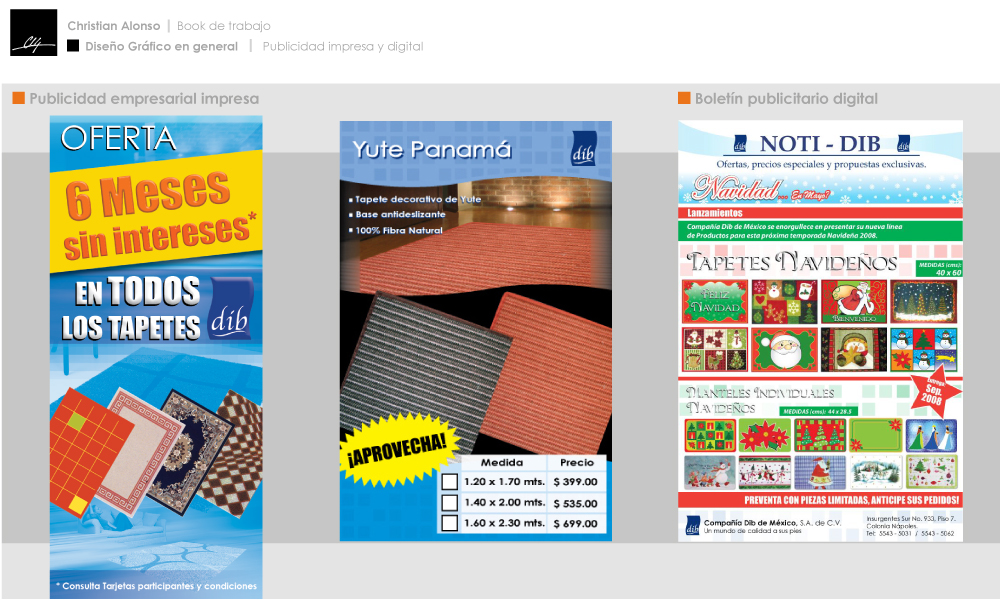 Christian Alonso | Book de trabajo
Diseño Gráfico en general | Publicidad impresa y digital
Publicidad empresarial impresa
OFERTA
6 Meses
sin intereses*
EN TODOS
LOS TAPETES
dib
* Consulta Tarjetas participantes y condiciones
Yute Panamá
dib
Tapete decorativo de Yute
Base antideslizante
100% Fibra Natural
¡APROVECHA!
Medida Precio
1.20 x 1.70 mts. $ 399.00
1.40 x 2.00 mts. $ 535.00
1.60 x 2.30 mts. $ 699.00
Boletín publicitario digital
dib NOTI - DIB dib
Ofertas, precios especiales y propuestas exclusivas.
Navidad... En Mayo?
Lanzamientos
Compañía Dib de México se enorgullece en presentar su nueva línea
de Productos para esta próxima temporada Navideña 2008.
TAPETES NAVIDEÑOS
MEDIDAS (cms):
40 x 60
FELIZ
NAVIDAD
BIENVENIDO
Entrega
Sep.
2008
MANTELES INDIVIDUALES
NAVIDEÑOS
MEDIDAS (cms): 44 x 28.5
PREVENTA CON PIEZAS LIMITADAS, ANTICIPE SUS PEDIDOS!
dib
Compañía Dib de México, S.A. de C.V.
Un mundo de calidad a sus pies
Insurgentes Sur No. 933, Piso 7,
Colonia Nápoles.
Tel: 5543 - 5031 / 5543 - 5062